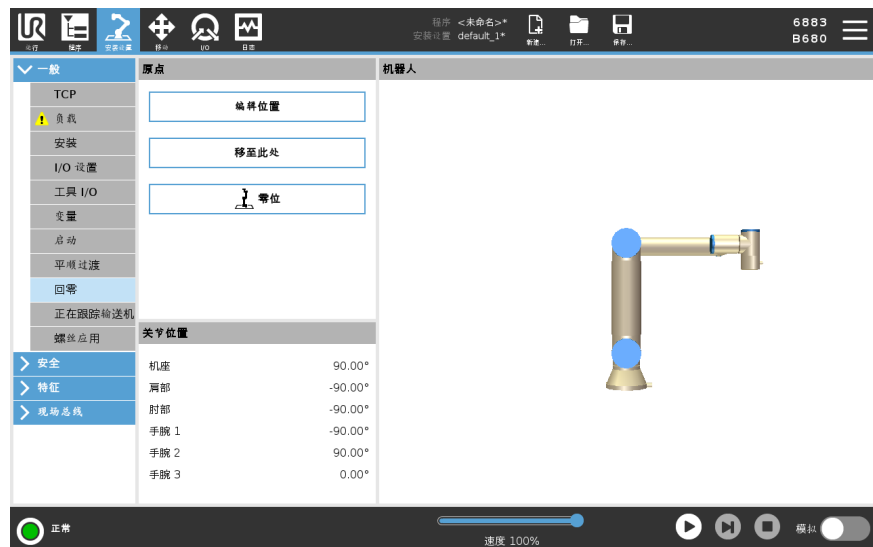 UR
运行
程序
安装设置
移动
I/O
日志
程序 <未命名>*
安装设置 default_1*
新建...
打开...
保存...
6883
B680
一般
TCP
负载
安装
I/O 设置
工具 I/O
变量
启动
平顺过渡
回零
正在跟踪输送机
螺丝应用
安全
特征
现场总线
原点
编辑位置
移至此处
零位
关节位置
机座 90.00°
肩部 -90.00°
肘部 -90.00°
手腕 1 -90.00°
手腕 2 90.00°
手腕 3 0.00°
机器人
正常
速度 100%
模拟